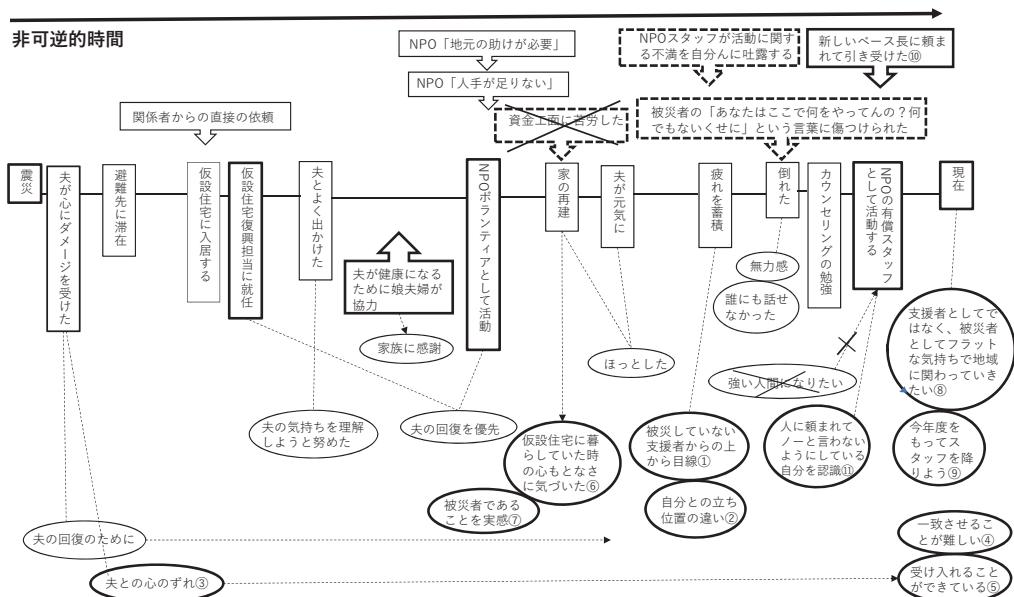 非可逆的時間
NPO「地元の助けが必要」
NPO「人手が足りない」
NPOスタッフが活動に関す
る不満を自分んに吐露する
新しいベース長に頼ま
れて引き受けた⑩
関係者からの直接の依頼
資金工面に苦労した
被災者の「あなたはここで何をやってんの？何
でもないくせに」という言葉に傷つけられた
震災
夫が心にダメージを受けた
避難先に滞在
仮設住宅に入居する
仮設住宅復興担当に就任
夫とよく出かけた
NPOボランティアとして活動
家の再建
夫が元気に
疲れを蓄積
倒れた
カウンセリングの勉強
NPOの有償スタッフ
として活動する
現在
夫が健康になる
ために娘夫婦が
協力
家族に感謝
無力感
誰にも話せ
なかった
ほっとした
強い人間になりたい
支援者としてで
はなく、被災者
としてフラット
な気持ちで地域
に関わっていき
たい⑧
夫の気持ちを理解
しようと努めた
夫の回復を優先
仮設住宅に暮
らしていた時
の心もとなさ
に気づいた⑥
被災していない
支援者からの上
から目線①
人に頼まれて
ノーと言わない
ようにしている
自分を認識⑪
今年度を
もってス
タッフを降
りよう⑨
被災者である
ことを実感⑦
自分との立ち
位置の違い②
夫の回復のために
一致させるこ
とが難しい④
夫との心のずれ③
受け入れること
ができている⑤